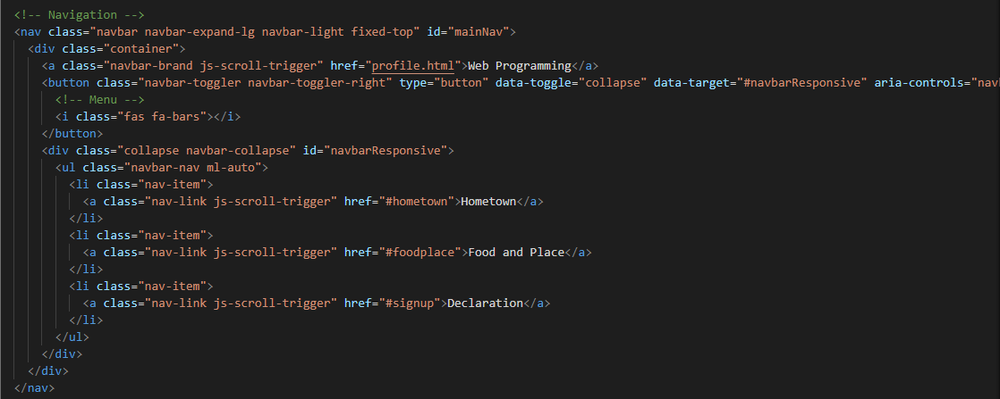 <!-- Navigation -->
<nav class="navbar navbar-expand-lg navbar-light fixed-top" id="mainNav">
  <div class="container">
    <a class="navbar-brand js-scroll-trigger" href="profile.html">Web Programming</a>
    <button class="navbar-toggler navbar-toggler-right" type="button" data-toggle="collapse" data-target="#navbarResponsive" aria-controls="nav
      <!-- Menu -->
      <i class="fas fa-bars"></i>
    </button>
    <div class="collapse navbar-collapse" id="navbarResponsive">
      <ul class="navbar-nav ml-auto">
        <li class="nav-item">
          <a class="nav-link js-scroll-trigger" href="#hometown">Hometown</a>
        </li>
        <li class="nav-item">
          <a class="nav-link js-scroll-trigger" href="#foodplace">Food and Place</a>
        </li>
        <li class="nav-item">
          <a class="nav-link js-scroll-trigger" href="#signup">Declaration</a>
        </li>
      </ul>
    </div>
  </div>
</nav>